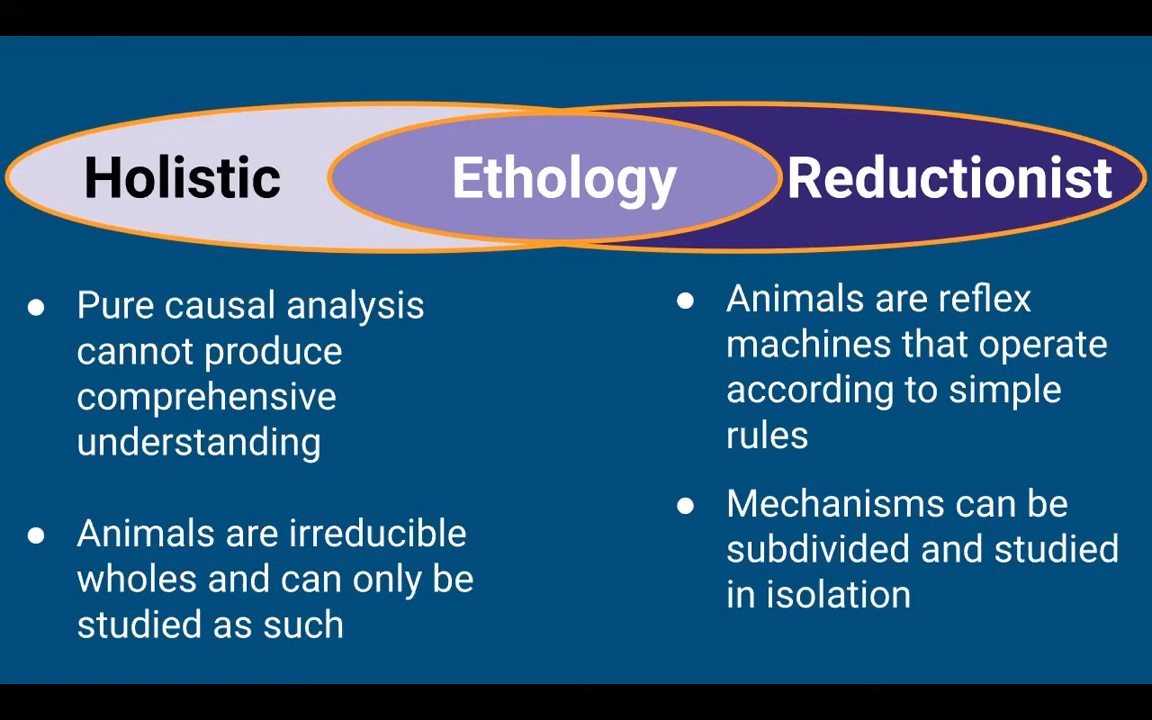 Holistic
Ethology
Reductionist
● Pure causal analysis
cannot produce
comprehensive
understanding
● Animals are irreducible
wholes and can only be
studied as such
● Animals are reflex
machines that operate
according to simple
rules
● Mechanisms can be
subdivided and studied
in isolation